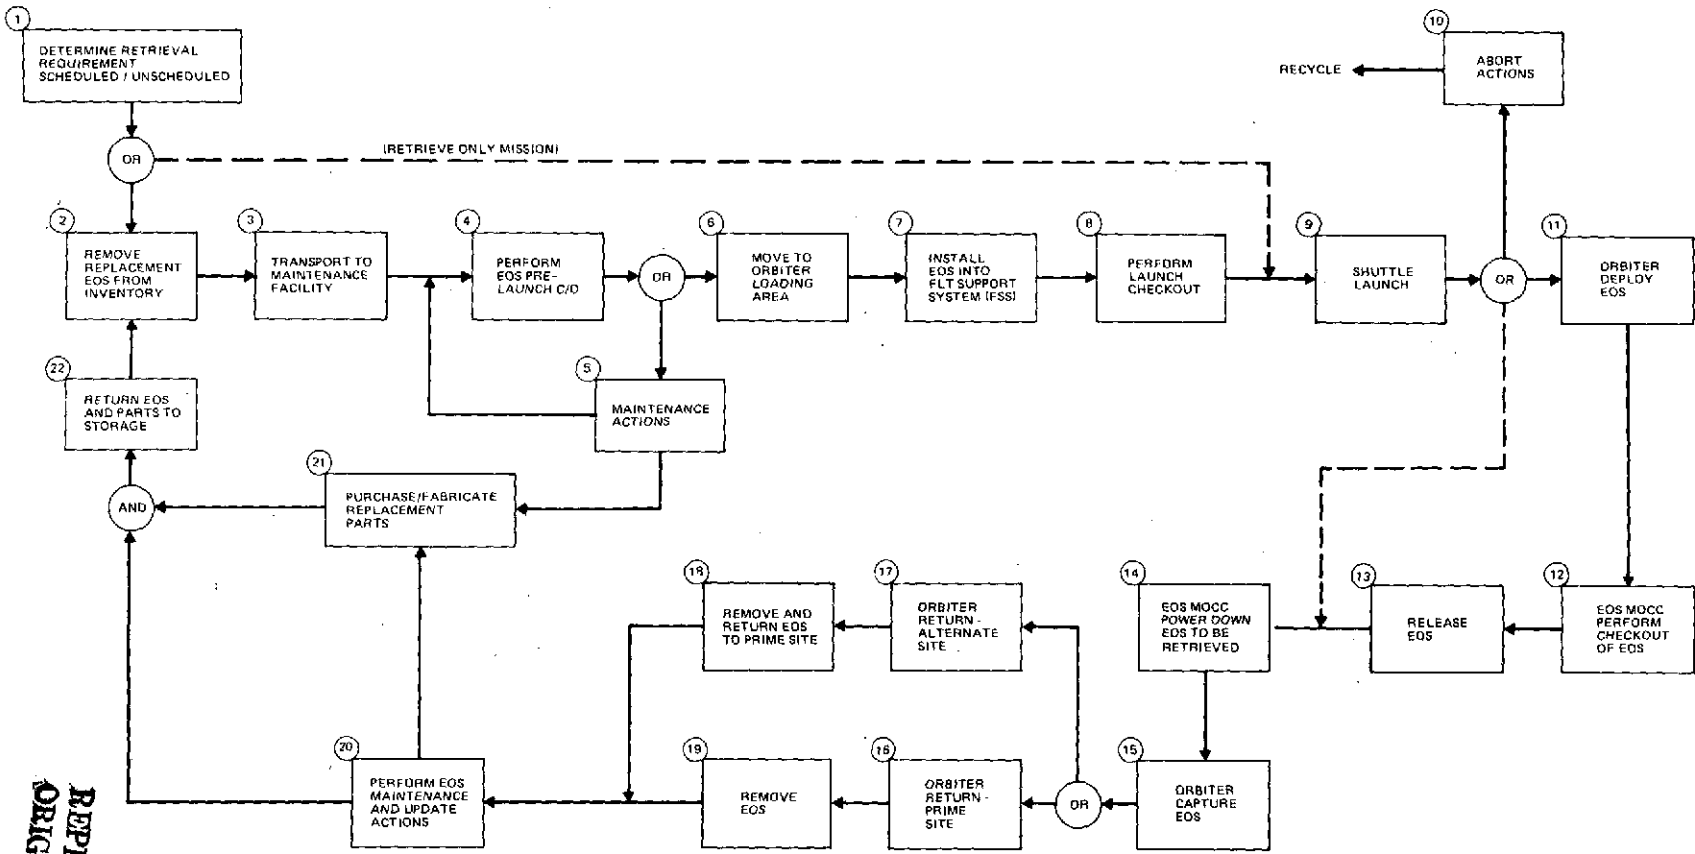 1
DETERMINE RETRIEVAL
REQUIREMENT
SCHEDULED / UNSCHEDULED
OR
(RETRIEVE ONLY MISSION)
RECYCLE
10
ABORT
ACTIONS
2
REMOVE
REPLACEMENT
EOS FROM
INVENTORY
3
TRANSPORT TO
MAINTENANCE
FACILITY
4
PERFORM
EOS PRE-
LAUNCH C/O
OR
6
MOVE TO
ORBITER
LOADING
AREA
7
INSTALL
EOS INTO
FLT SUPPORT
SYSTEM (FSS)
8
PERFORM
LAUNCH
CHECKOUT
9
SHUTTLE
LAUNCH
OR
11
ORBITER
DEPLOY
EOS
22
RETURN EOS
AND PARTS TO
STORAGE
5
MAINTENANCE
ACTIONS
AND
21
PURCHASE/FABRICATE
REPLACEMENT
PARTS
18
REMOVE AND
RETURN EOS
TO PRIME SITE
17
ORBITER
RETURN -
ALTERNATE
SITE
14
EOS MOCC
POWER DOWN
EOS TO BE
RETRIEVED
13
RELEASE
EOS
12
EOS MOCC
PERFORM
CHECKOUT
OF EOS
20
PERFORM EOS
MAINTENANCE
AND UPDATE
ACTIONS
19
REMOVE
EOS
16
ORBITER
RETURN -
PRIME
SITE
OR
15
ORBITER
CAPTURE
EOS